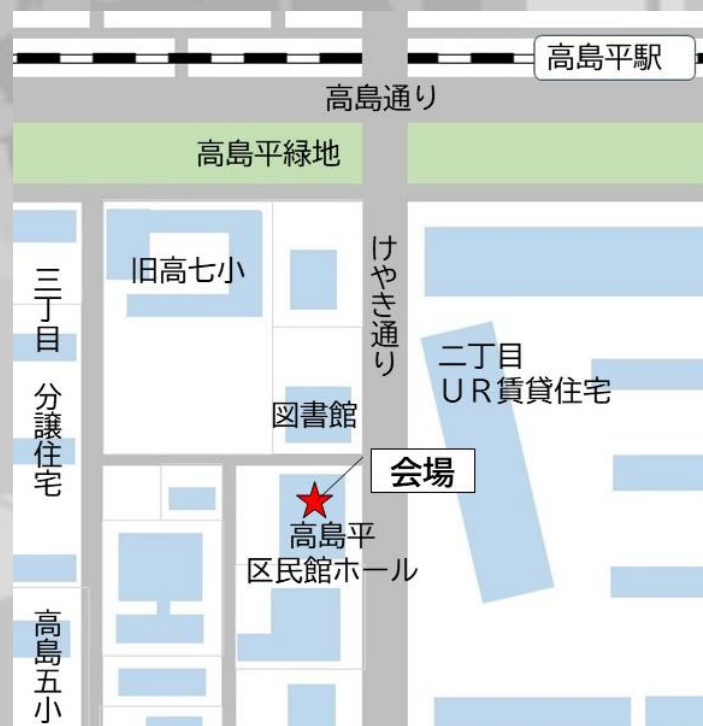 高島平駅
高島通り
高島平緑地
旧高七小
けやき通り
三丁目 分譲住宅
二丁目
UR賃貸住宅
図書館
会場
高島平
区民館ホール
高島五小